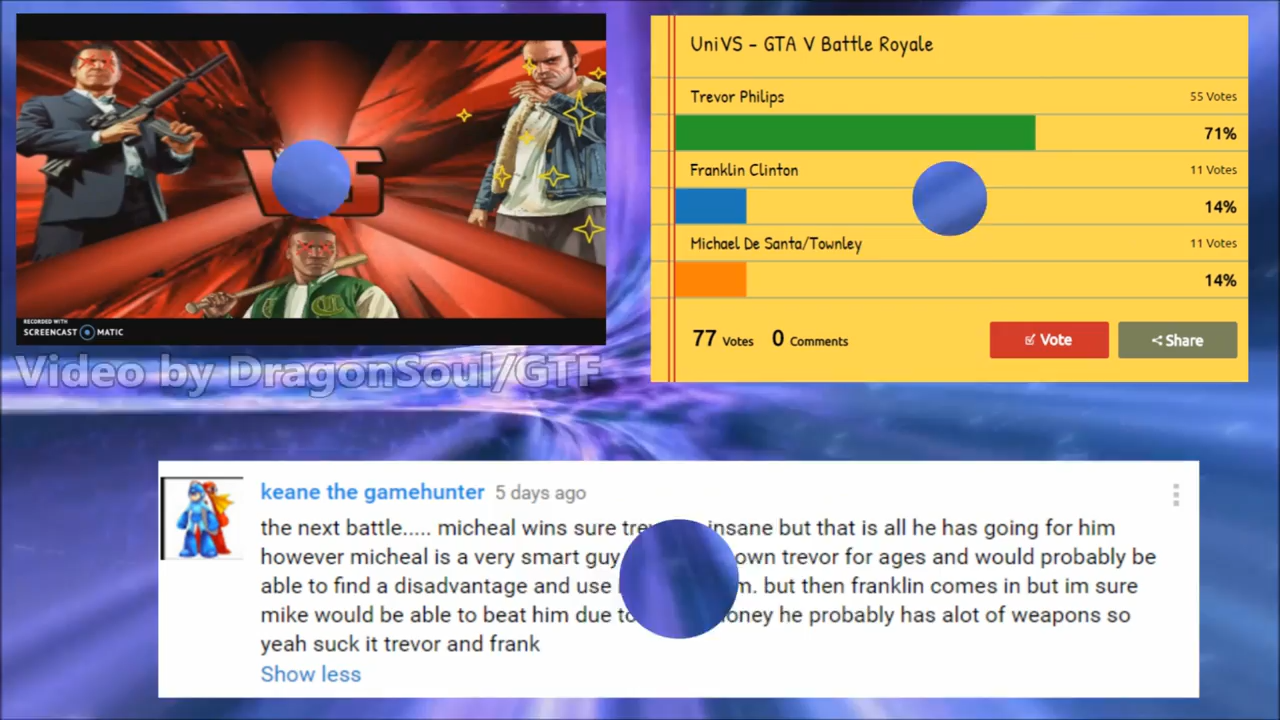 VS
RECORDED WITH
SCREENCAST MATIC
Video by DragonSoul/GTF
UniVS - GTA V Battle Royale
Trevor Philips 55 Votes
71%
Franklin Clinton 11 Votes
14%
Michael De Santa/Townley 11 Votes
14%
77 Votes 0 Comments Vote Share
keane the gamehunter 5 days ago
the next battle..... micheal wins sure insane but that is all he has going for him
however micheal is a very smart guy trevor for ages and would probably be
able to find a disadvantage and use but then franklin comes in but im sure
mike would be able to beat him due he probably has alot of weapons so
yeah suck it trevor and frank
Show less